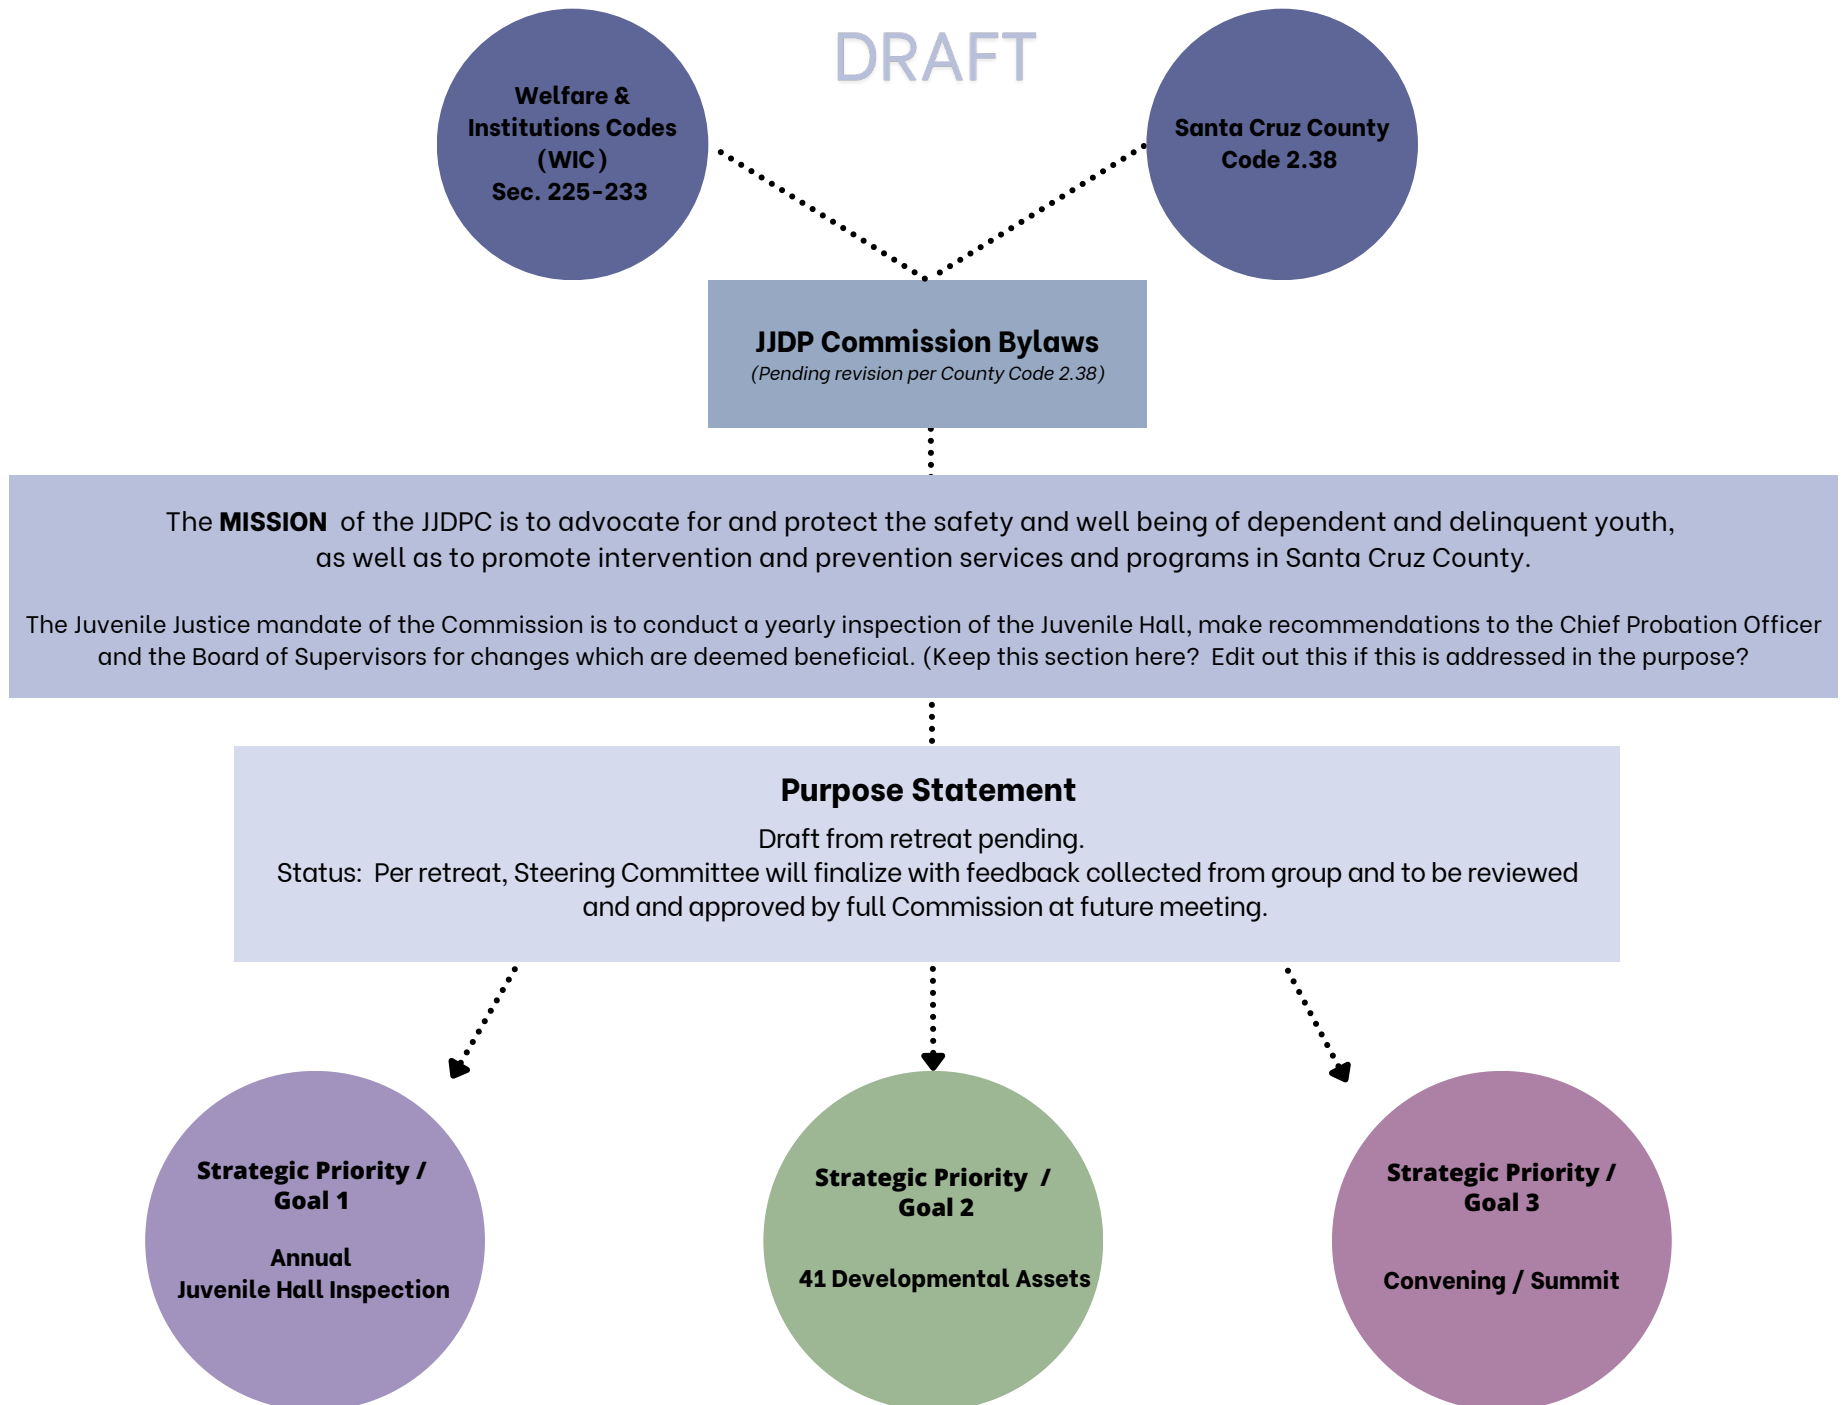 DRAFT
Welfare &
Institutions Codes
(WIC)
Sec. 225-233
Santa Cruz County
Code 2.38
JJDP Commission Bylaws
(Pending revision per County Code 2.38)
The MISSION of the JJDPC is to advocate for and protect the safety and well being of dependent and delinquent youth,
as well as to promote intervention and prevention services and programs in Santa Cruz County.
The Juvenile Justice mandate of the Commission is to conduct a yearly inspection of the Juvenile Hall, make recommendations to the Chief Probation Officer
and the Board of Supervisors for changes which are deemed beneficial. (Keep this section here? Edit out this if this is addressed in the purpose?
Purpose Statement
Draft from retreat pending.
Status: Per retreat, Steering Committee will finalize with feedback collected from group and to be reviewed
and and approved by full Commission at future meeting.
Strategic Priority /
Goal 1
Annual
Juvenile Hall Inspection
Strategic Priority /
Goal 2
41 Developmental Assets
Strategic Priority /
Goal 3
Convening / Summit